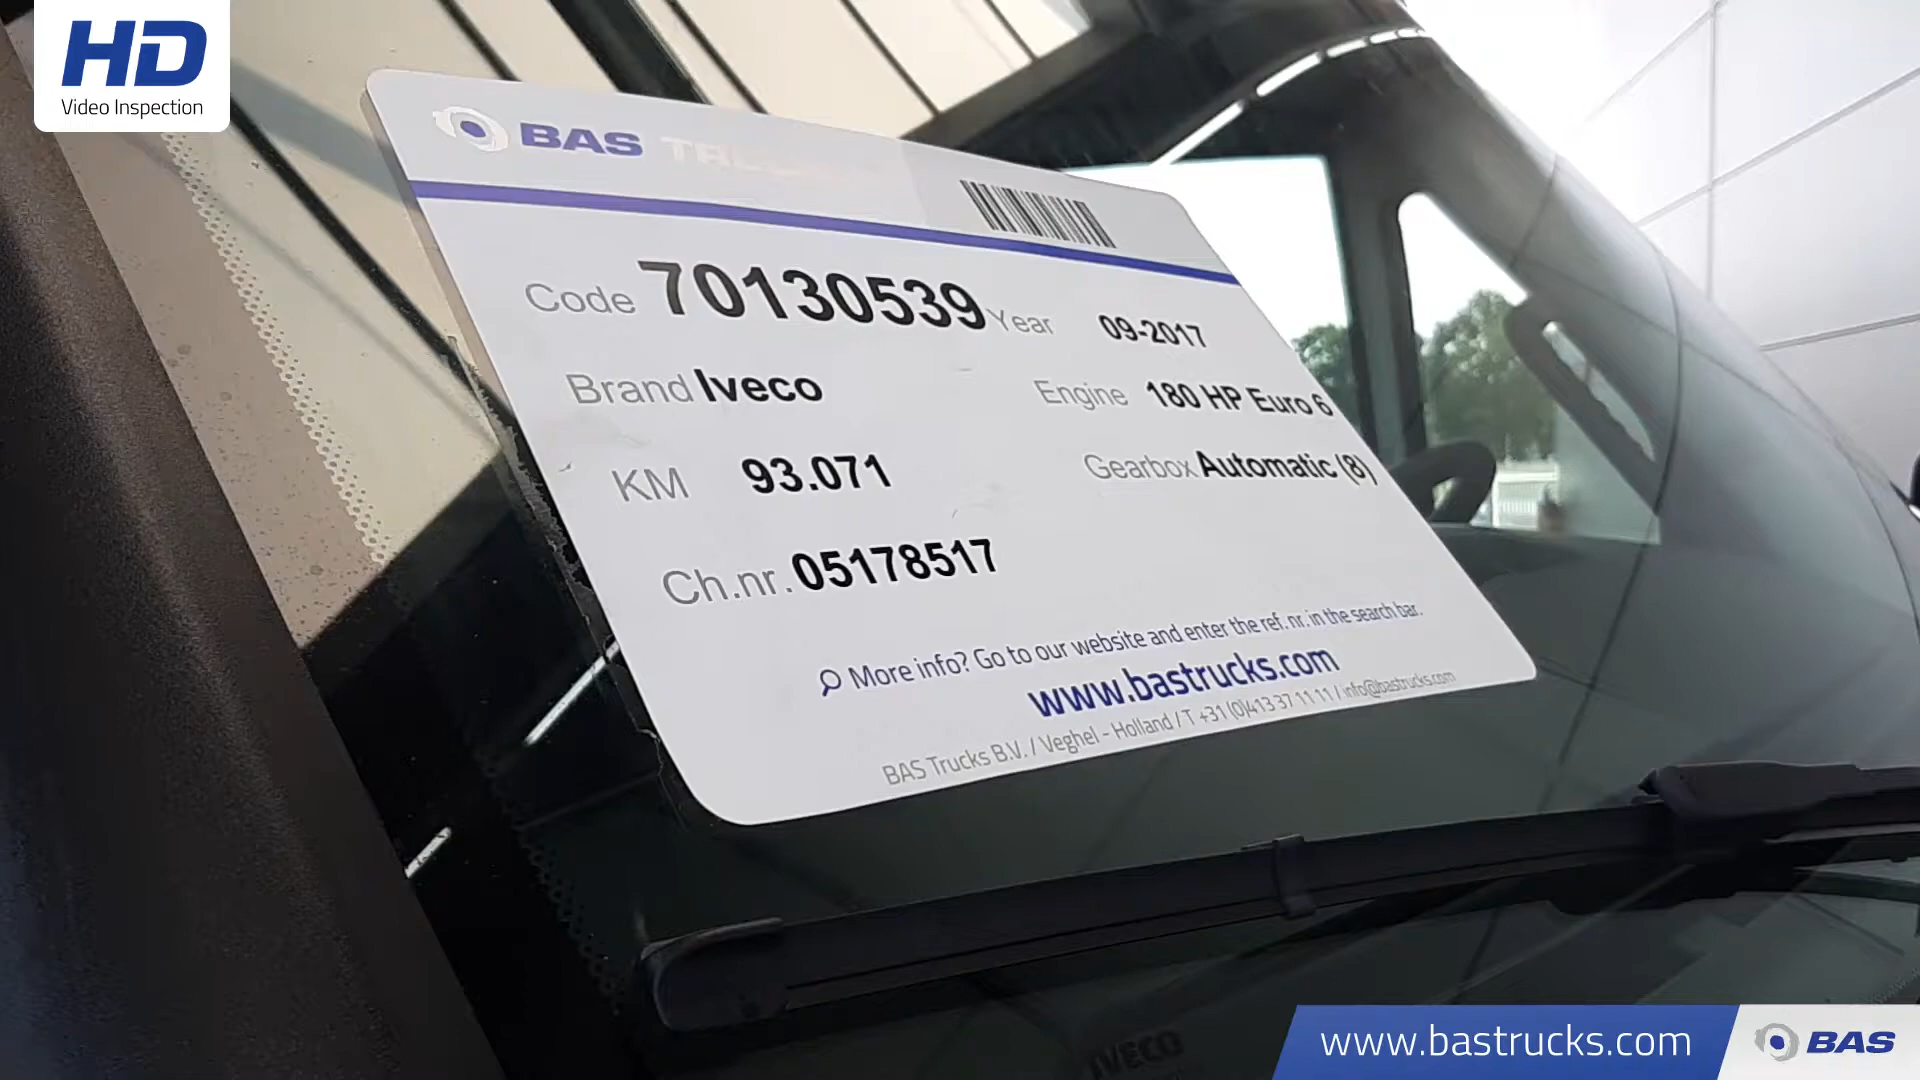 HD
Video Inspection
BAS TRUCKS
Code 70130539 Year 09-2017
Brand Iveco Engine 180 HP Euro 6
KM 93.071 Gearbox Automatic (8)
Ch.nr. 05178517
More info? Go to our website and enter the ref. nr. in the search bar.
www.bastrucks.com
BAS Trucks B.V. / Veghel - Holland / T +31 (0)413 37 11 11 / info@bastrucks.com
IVECO
www.bastrucks.com BAS